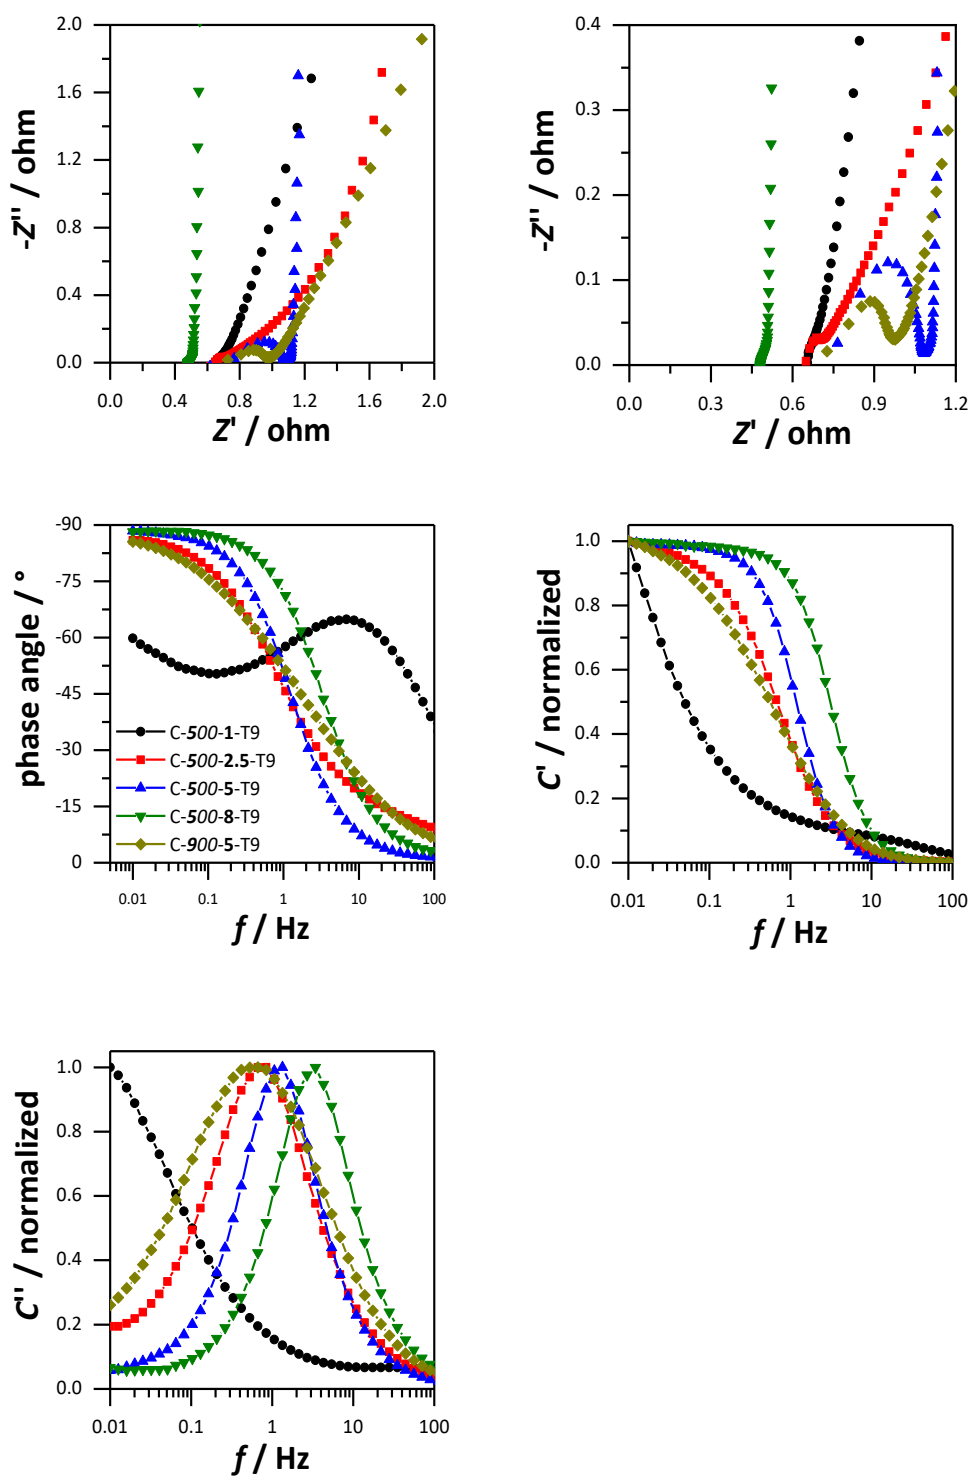 2.0
1.6
1.2
0.8
0.4
0.0
-Z'' / ohm
0.0 0.4 0.8 1.2 1.6 2.0
Z' / ohm
0.4
0.3
0.2
0.1
0.0
-Z'' / ohm
0.0 0.3 0.6 0.9 1.2
Z' / ohm
-90
-75
-60
-45
-30
-15
0
phase angle / °
C-500-1-T9
C-500-2.5-T9
C-500-5-T9
C-500-8-T9
C-900-5-T9
0.01 0.1 1 10 100
f / Hz
1.0
0.8
0.6
0.4
0.2
0.0
C' / normalized
0.01 0.1 1 10 100
f / Hz
1.0
0.8
0.6
0.4
0.2
0.0
C'' / normalized
0.01 0.1 1 10 100
f / Hz